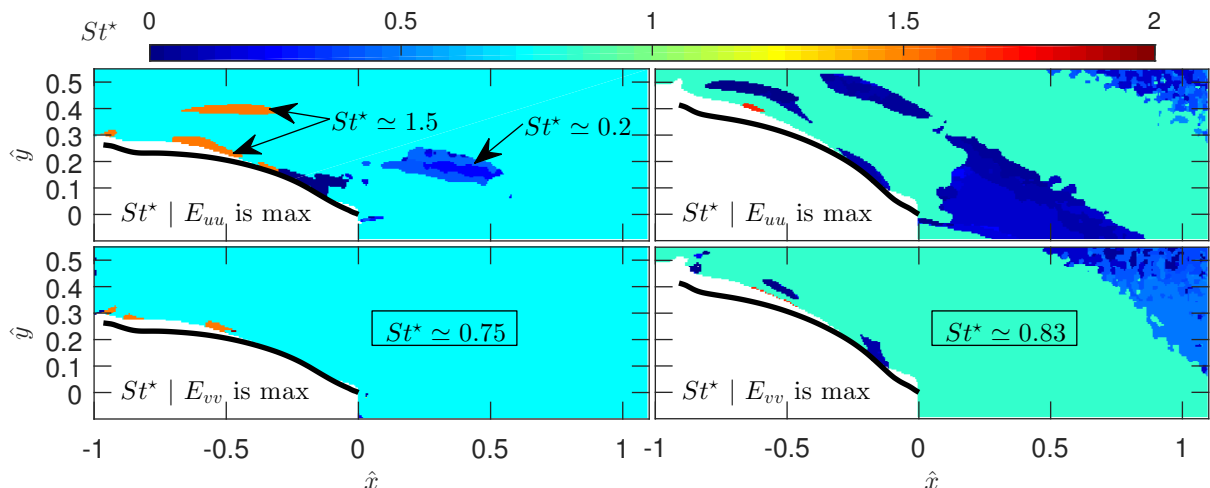 St⋆ 0 0.5 1 1.5 2
0.5
0.4
0.3
0.2
0.1
0
ŷ
St⋆ ≃ 1.5
St⋆ ≃ 0.2
St⋆ | E_uu is max
St⋆ | E_uu is max
0.5
0.4
0.3
0.2
0.1
0
ŷ
St⋆ ≃ 0.75
St⋆ ≃ 0.83
St⋆ | E_vv is max
St⋆ | E_vv is max
-1 -0.5 0 0.5 1
-1 -0.5 0 0.5 1
x̂
x̂